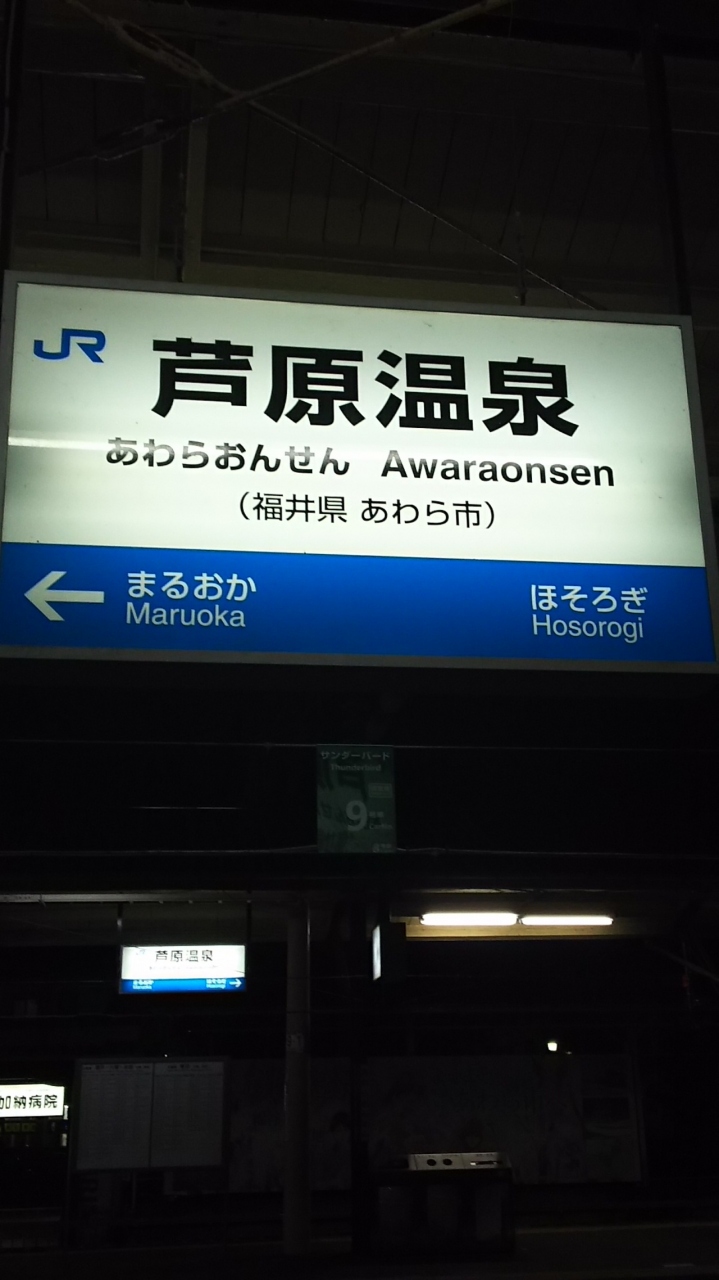 JR
芦原温泉
あわらおんせん Awaraonsen
（福井県 あわら市）
← まるおか ほそろぎ
Maruoka Hosorogi
サンダーバード
Thunderbird
9
芦原温泉
→
加納病院